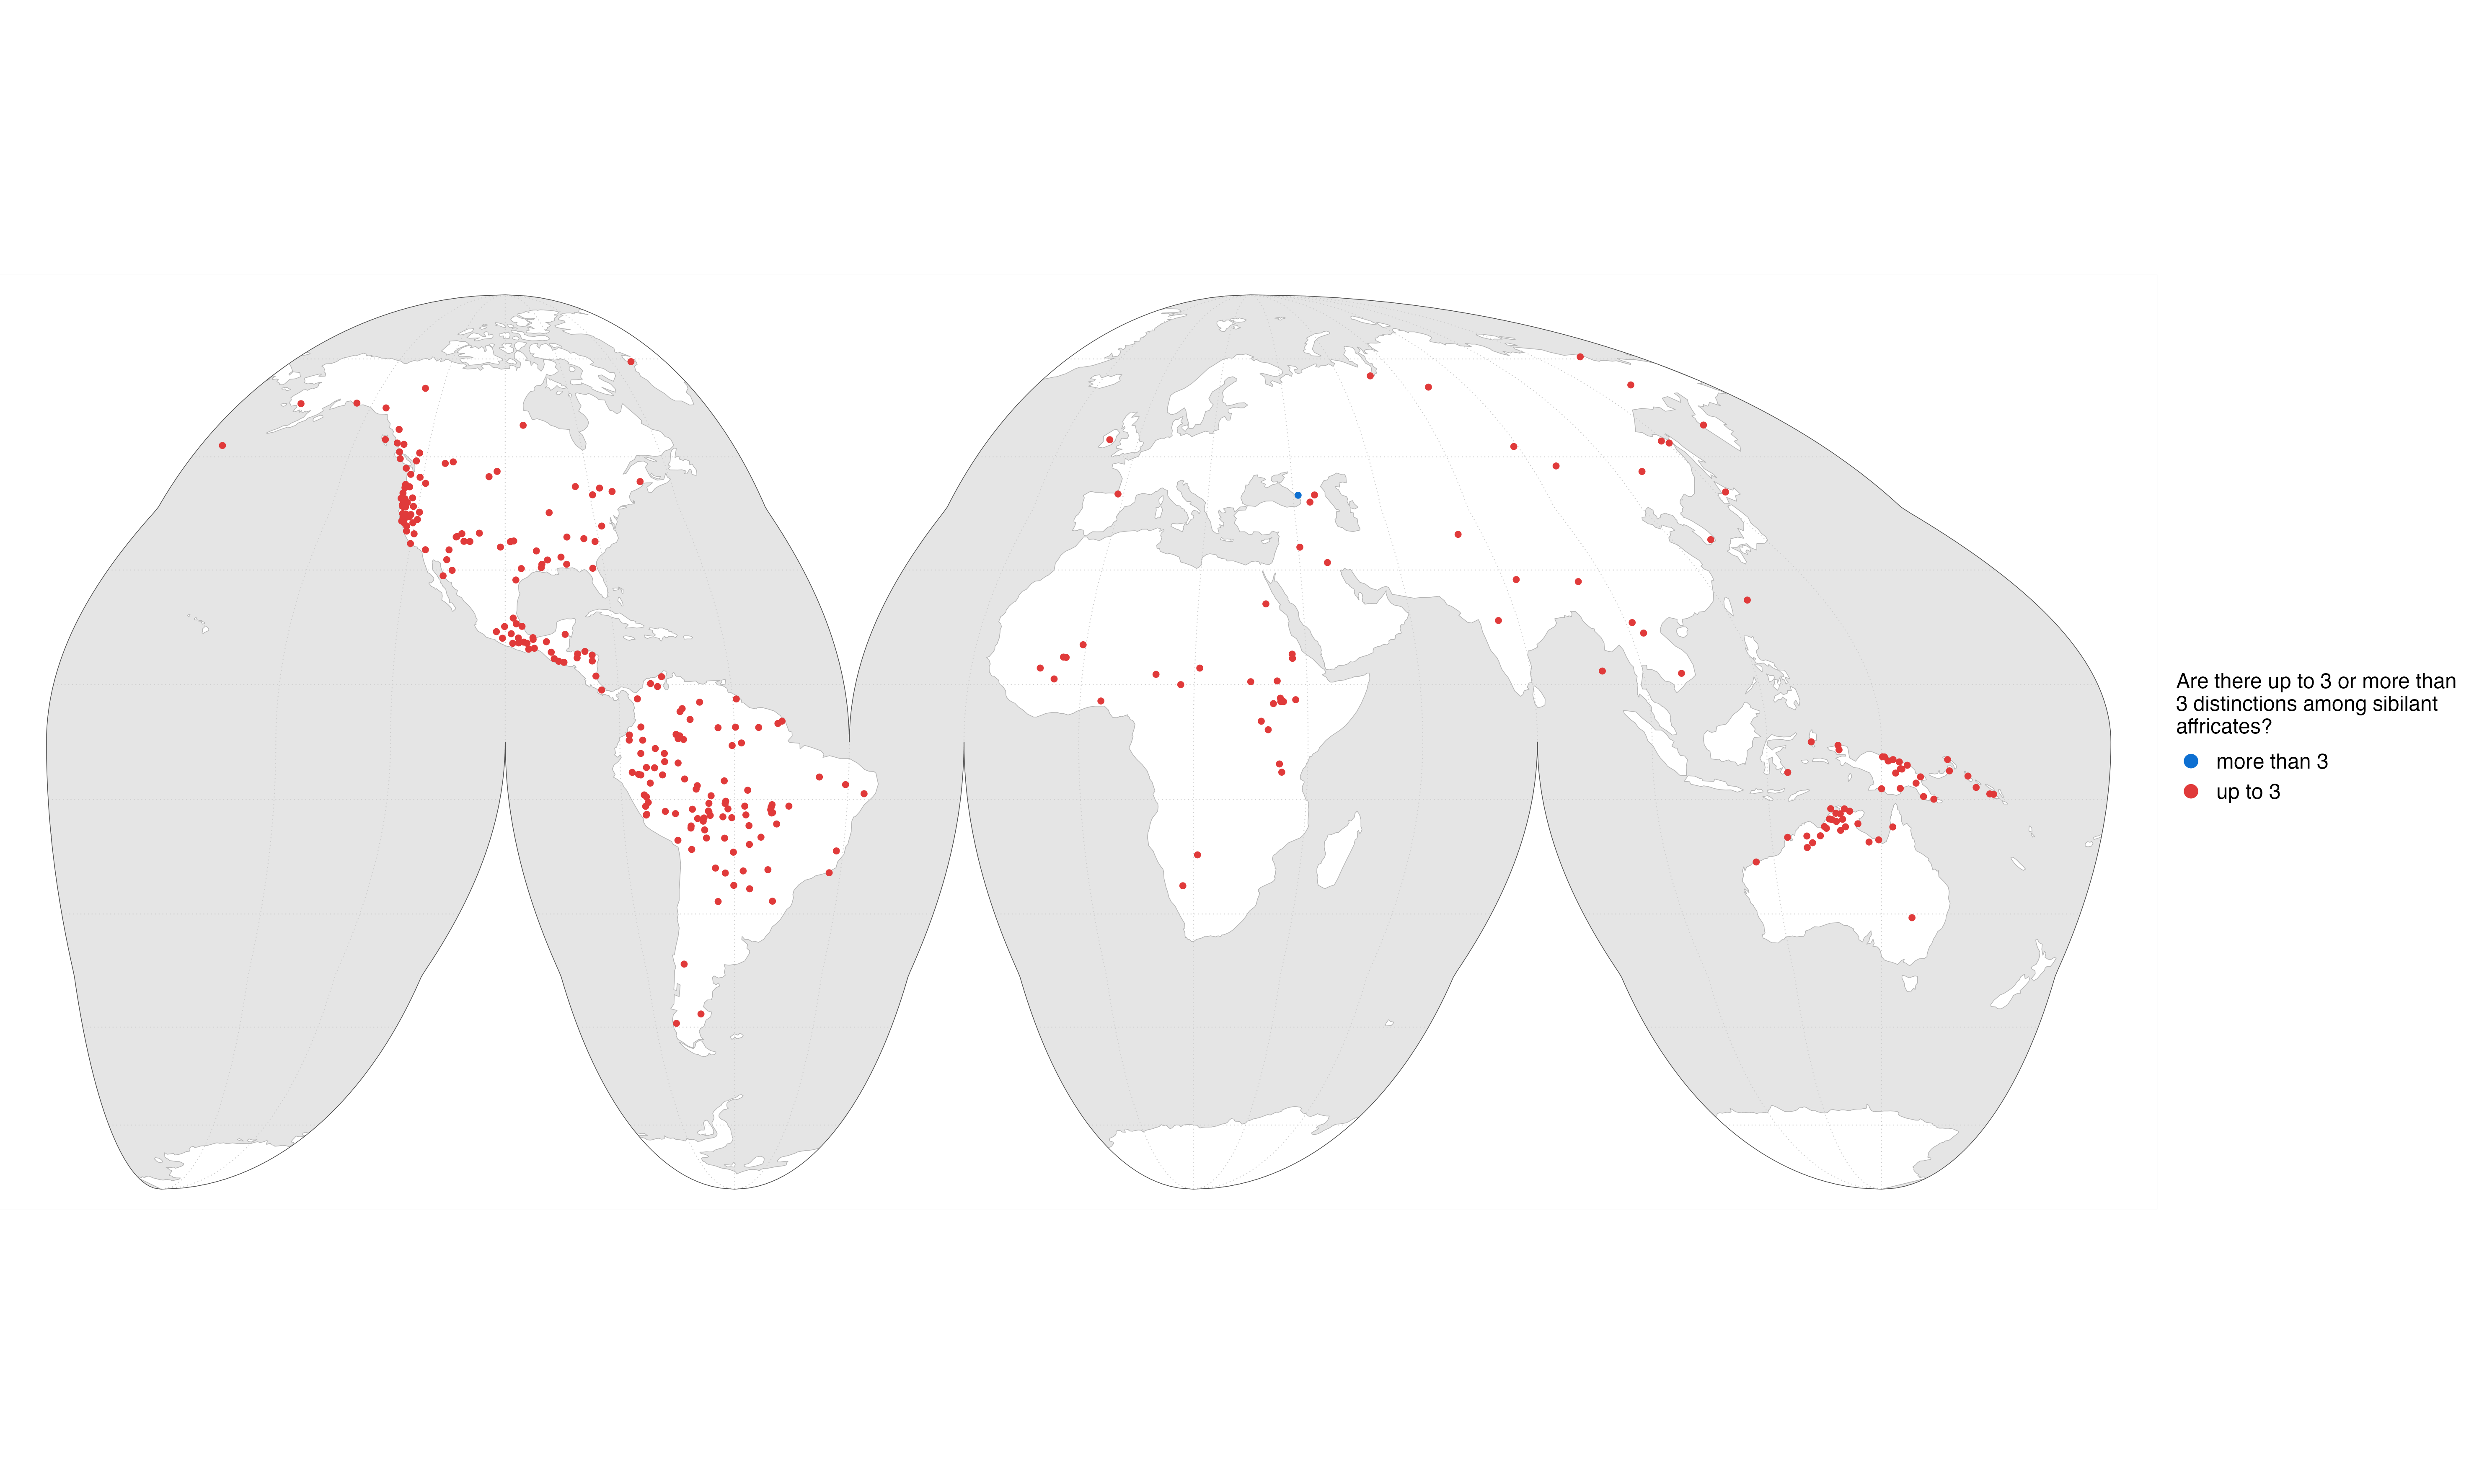 Are there up to 3 or more than
3 distinctions among sibilant
affricates?
more than 3
up to 3